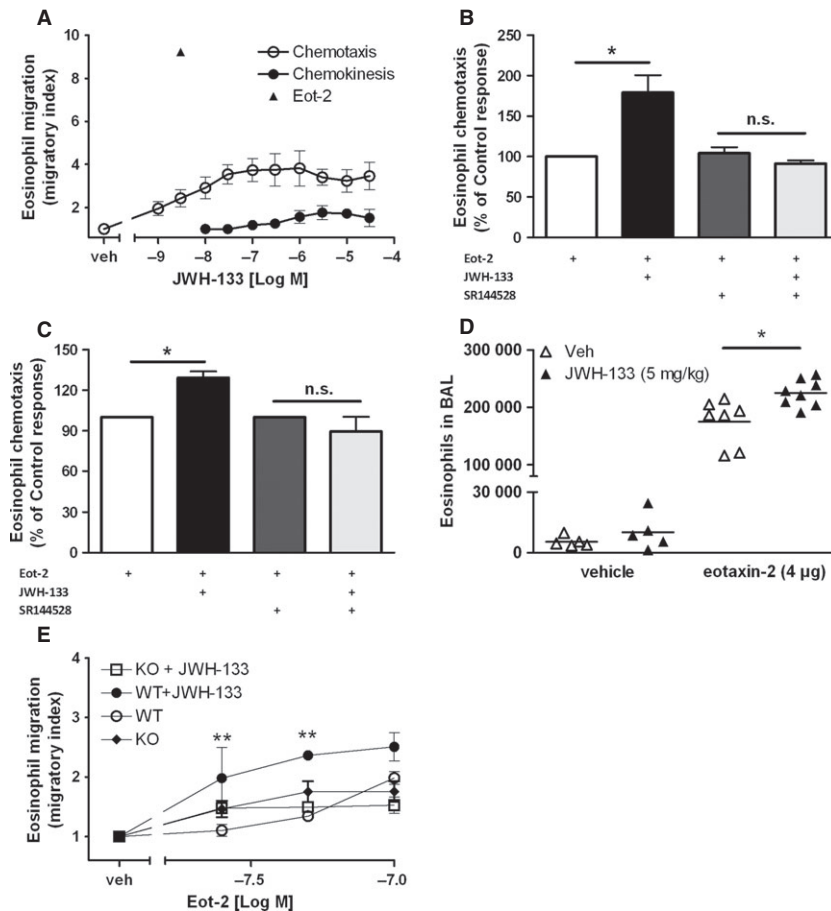 A
Eosinophil migration
(migratory index)
10
8
6
4
2
Chemotaxis
Chemokinesis
Eot-2
veh
–9
–8
–7
–6
–5
–4
JWH-133 [Log M]
B
Eosinophil chemotaxis
(% of Control response)
250
200
150
100
50
0
*
n.s.
Eot-2 + + + +
JWH-133 + +
SR144528 + +
C
Eosinophil chemotaxis
(% of Control response)
150
120
90
60
30
0
*
n.s.
Eot-2 + + + +
JWH-133 + +
SR144528 + +
D
Eosinophils in BAL
300 000
200 000
100 000
30 000
0
Veh
JWH-133 (5 mg/kg)
*
vehicle
eotaxin-2 (4 µg)
E
Eosinophil migration
(migratory index)
4
3
2
1
KO + JWH-133
WT+JWH-133
WT
KO
**
**
veh
–7.5
–7.0
Eot-2 [Log M]